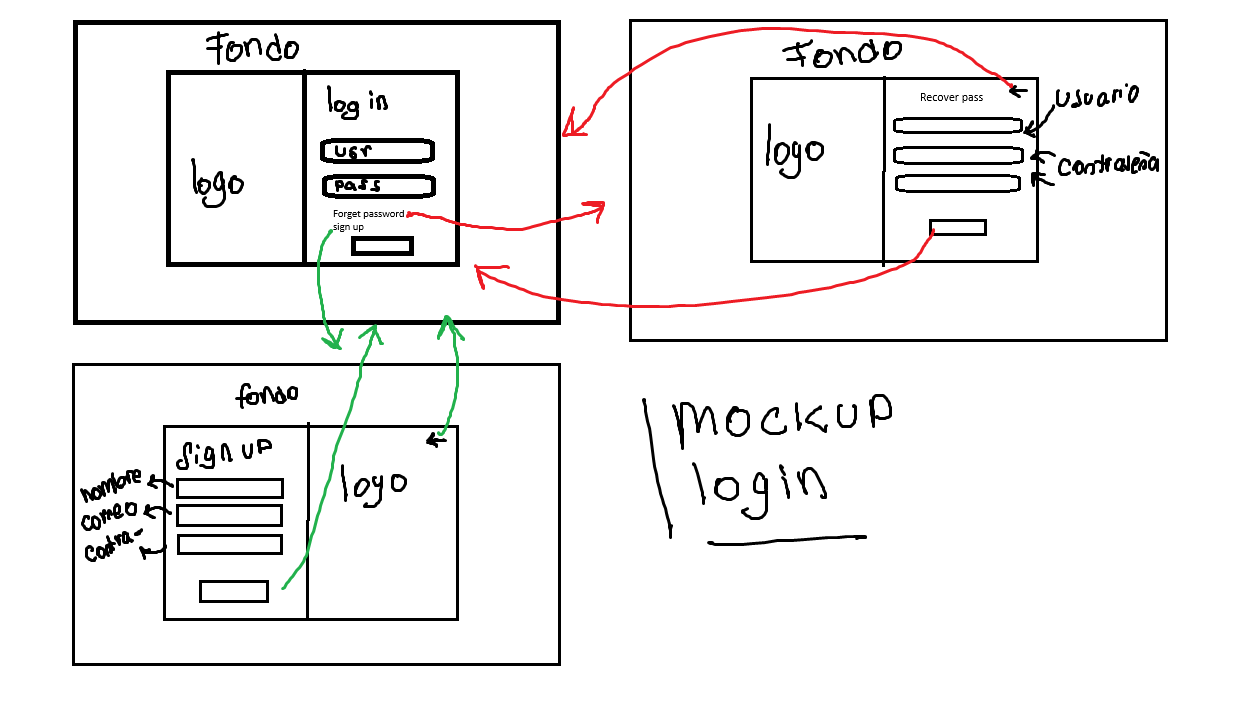 Fondo
log in
logo
usr
pass
Forget password
sign up
Fondo
Recover pass
usuario
logo
contraseña
fondo
Sign up
logo
nombre
correo
contra-
mockup
login